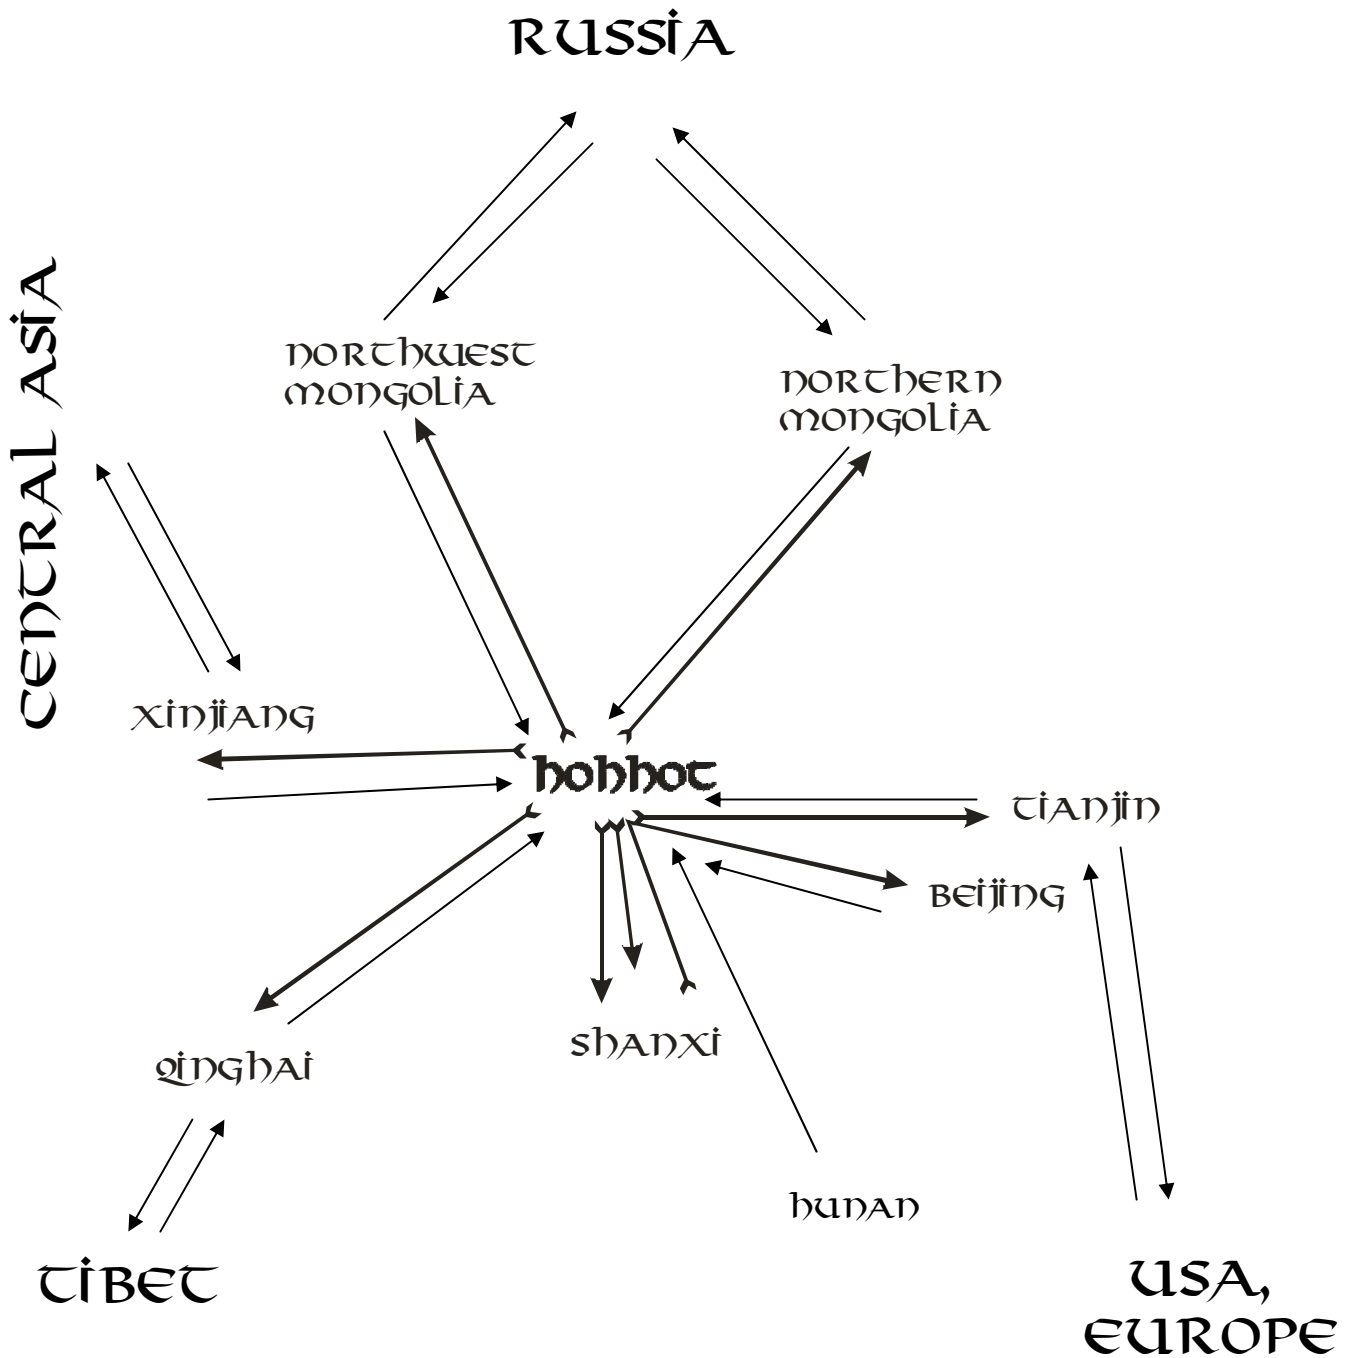 RUSSIA
CENTRAL ASIA
NORTHWEST
MONGOLIA
NORTHERN
MONGOLIA
XINJIANG
HOHHOT
TIANJIN
BEIJING
SHANXI
QINGHAI
HUNAN
TIBET
USA,
EUROPE